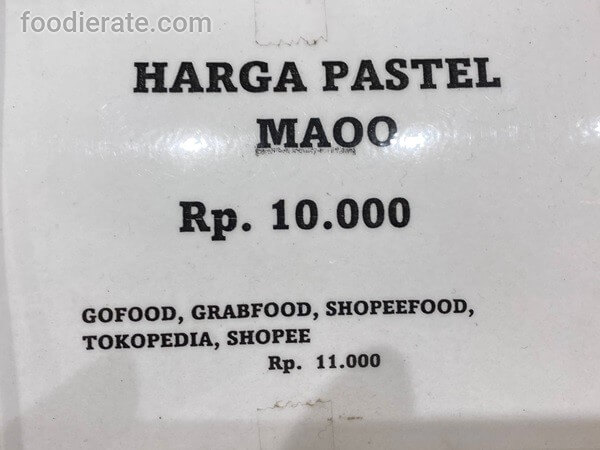 foodierate.com
HARGA PASTEL
MAOO
Rp. 10.000
GOFOOD, GRABFOOD, SHOPEEFOOD,
TOKOPEDIA, SHOPEE
Rp. 11.000